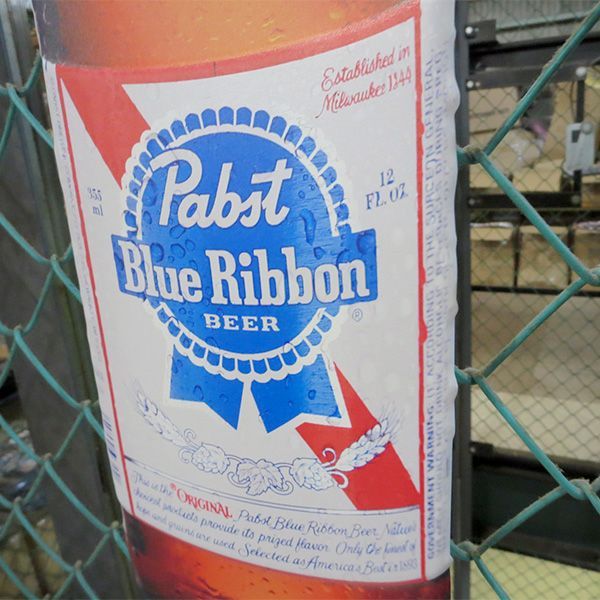 Established in
Milwaukee 1844
355
ml
12
FL. OZ.
Pabst
Blue Ribbon
®
BEER
This is the ORIGINAL Pabst Blue Ribbon Beer. Nature's
choicest products provide its prized flavor. Only the finest of
hops and grains are used. Selected as America's Best in 1893
GOVERNMENT WARNING: ACCORDING TO THE SURGEON GENERAL,